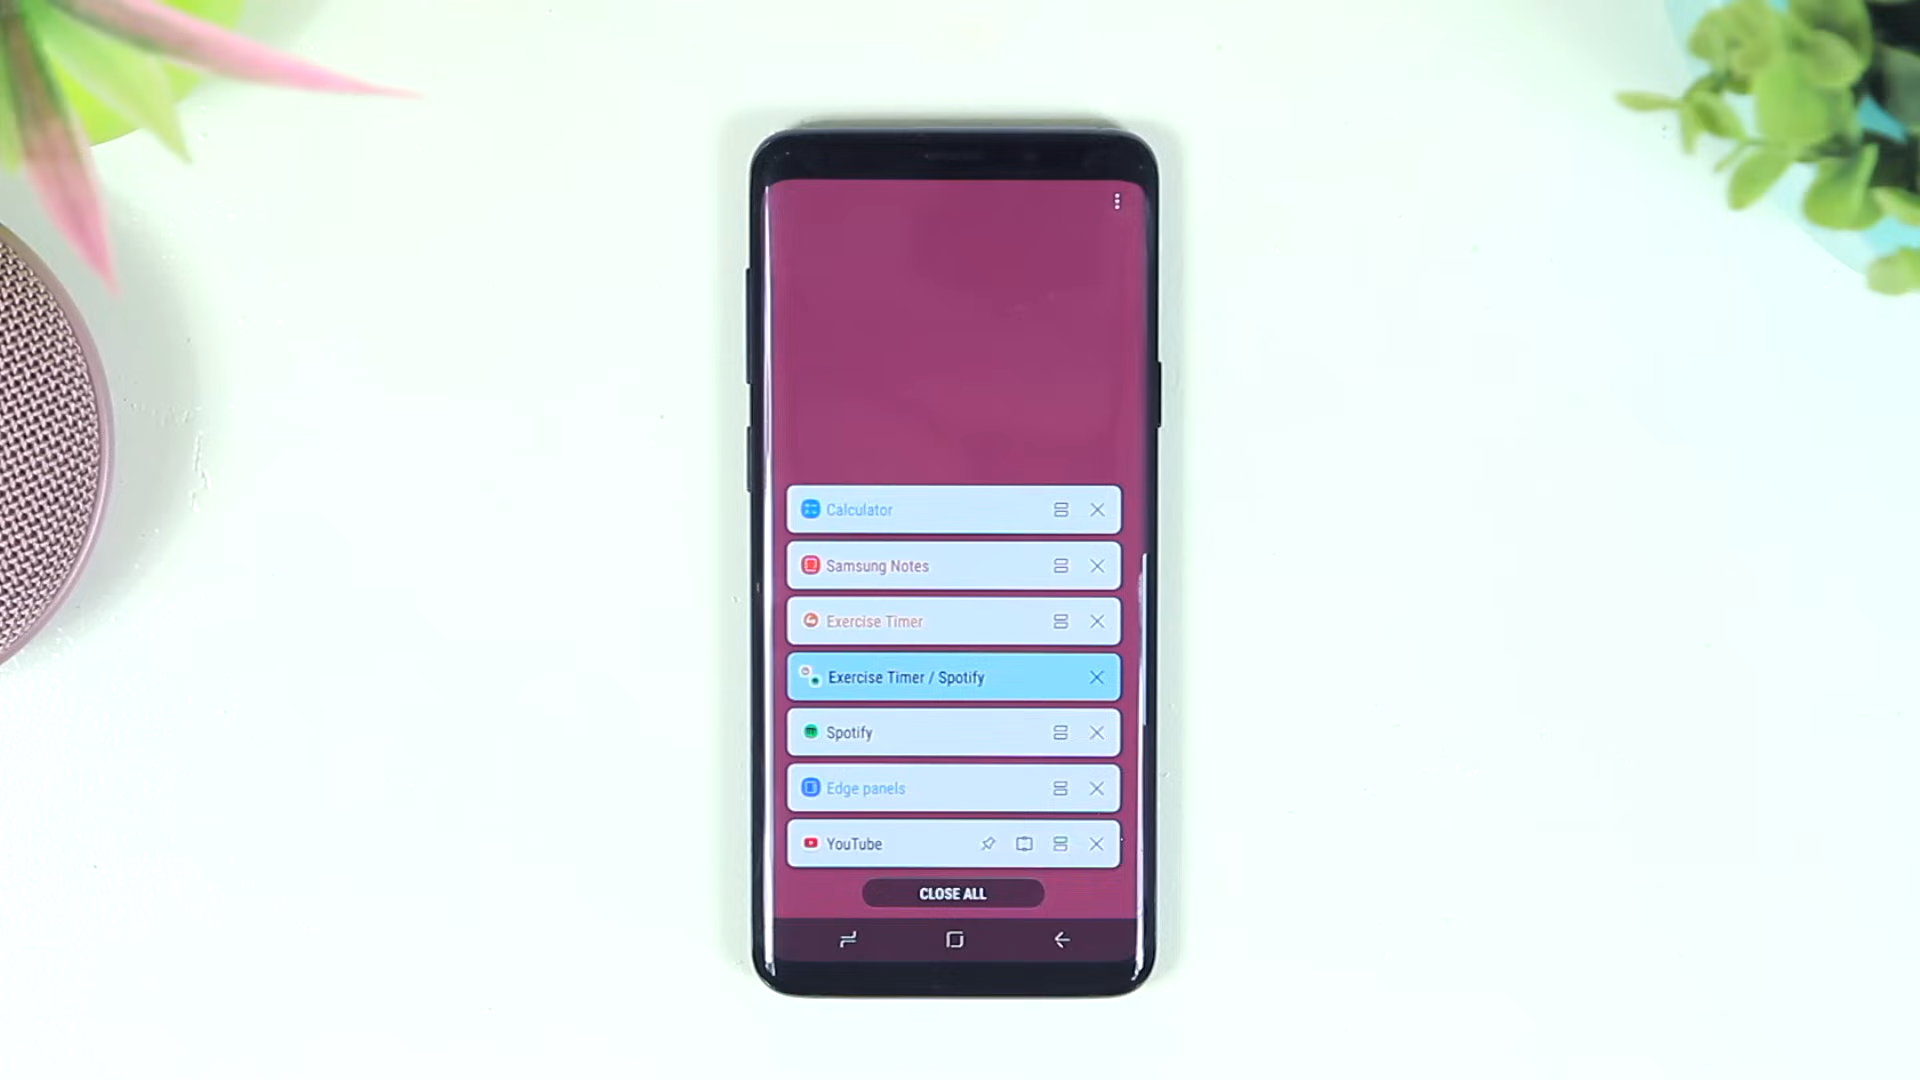 Calculator
Samsung Notes
Exercise Timer
Exercise Timer / Spotify
Spotify
Edge panels
YouTube
CLOSE ALL